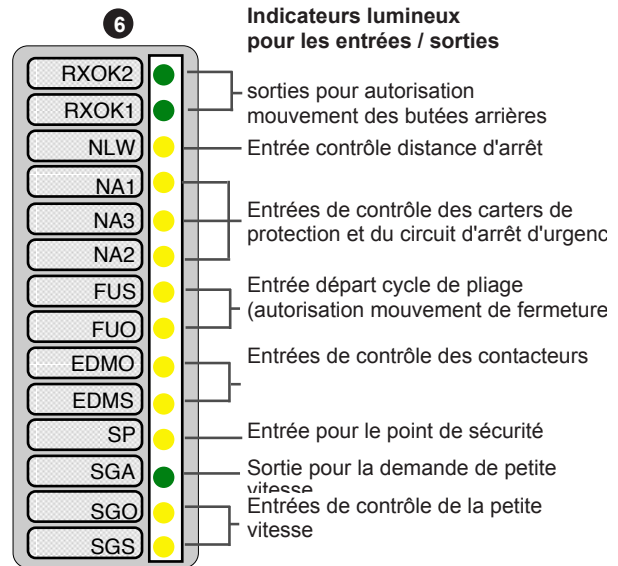 6
Indicateurs lumineux
pour les entrées / sorties
RXOK2
RXOK1
NLW
NA1
NA3
NA2
FUS
FUO
EDMO
EDMS
SP
SGA
SGO
SGS
sorties pour autorisation
mouvement des butées arrières
Entrée contrôle distance d'arrêt
Entrées de contrôle des carters de
protection et du circuit d'arrêt d'urgenc
Entrée départ cycle de pliage
(autorisation mouvement de fermeture
Entrées de contrôle des contacteurs
Entrée pour le point de sécurité
Sortie pour la demande de petite
vitesse
Entrées de contrôle de la petite
vitesse